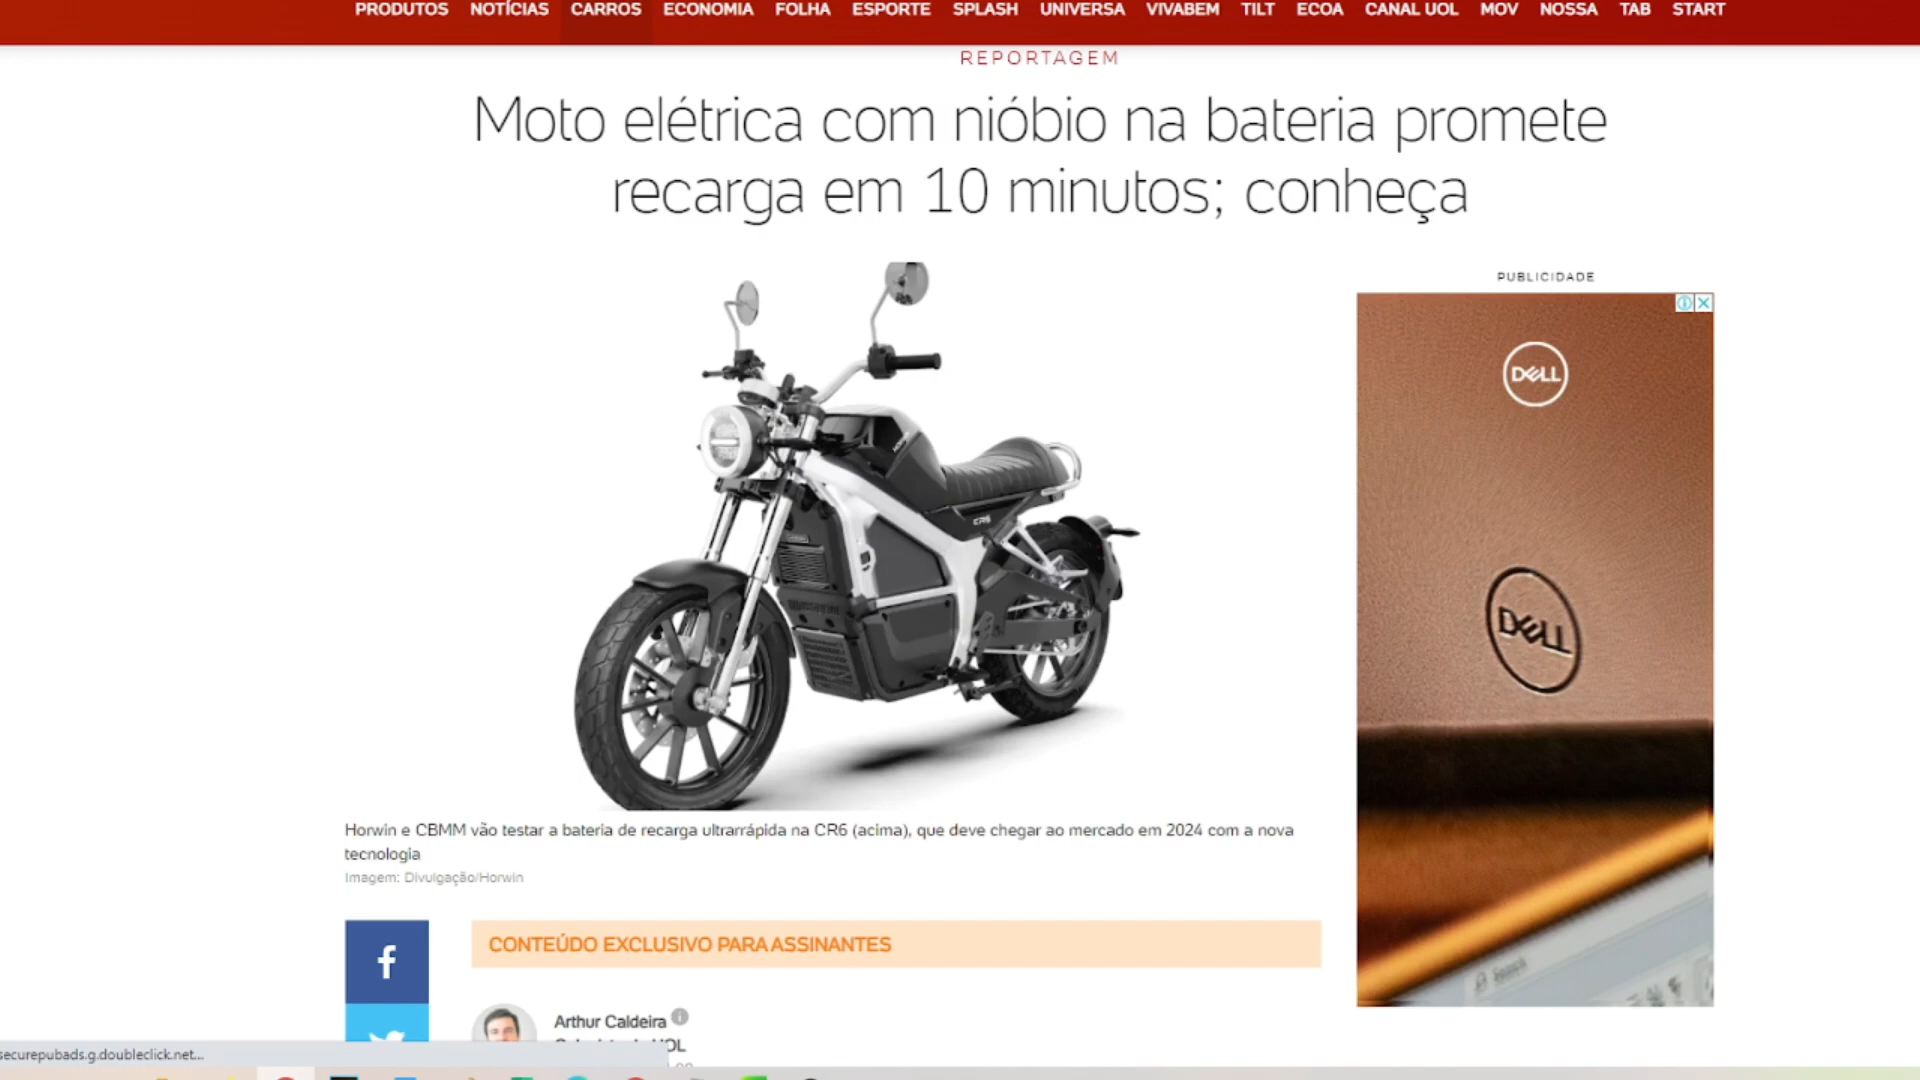 PRODUTOS NOTÍCIAS CARROS ECONOMIA FOLHA ESPORTE SPLASH UNIVERSA VIVABEM TILT ECOA CANAL UOL MOV NOSSA TAB START
REPORTAGEM
Moto elétrica com nióbio na bateria promete
recarga em 10 minutos; conheça
PUBLICIDADE
DELL
CR6
DELL
Horwin e CBMM vão testar a bateria de recarga ultrarrápida na CR6 (acima), que deve chegar ao mercado em 2024 com a nova
tecnologia
Imagem: Divulgação/Horwin
CONTEÚDO EXCLUSIVO PARA ASSINANTES
Arthur Caldeira
securepubads.g.doubleclick.net...